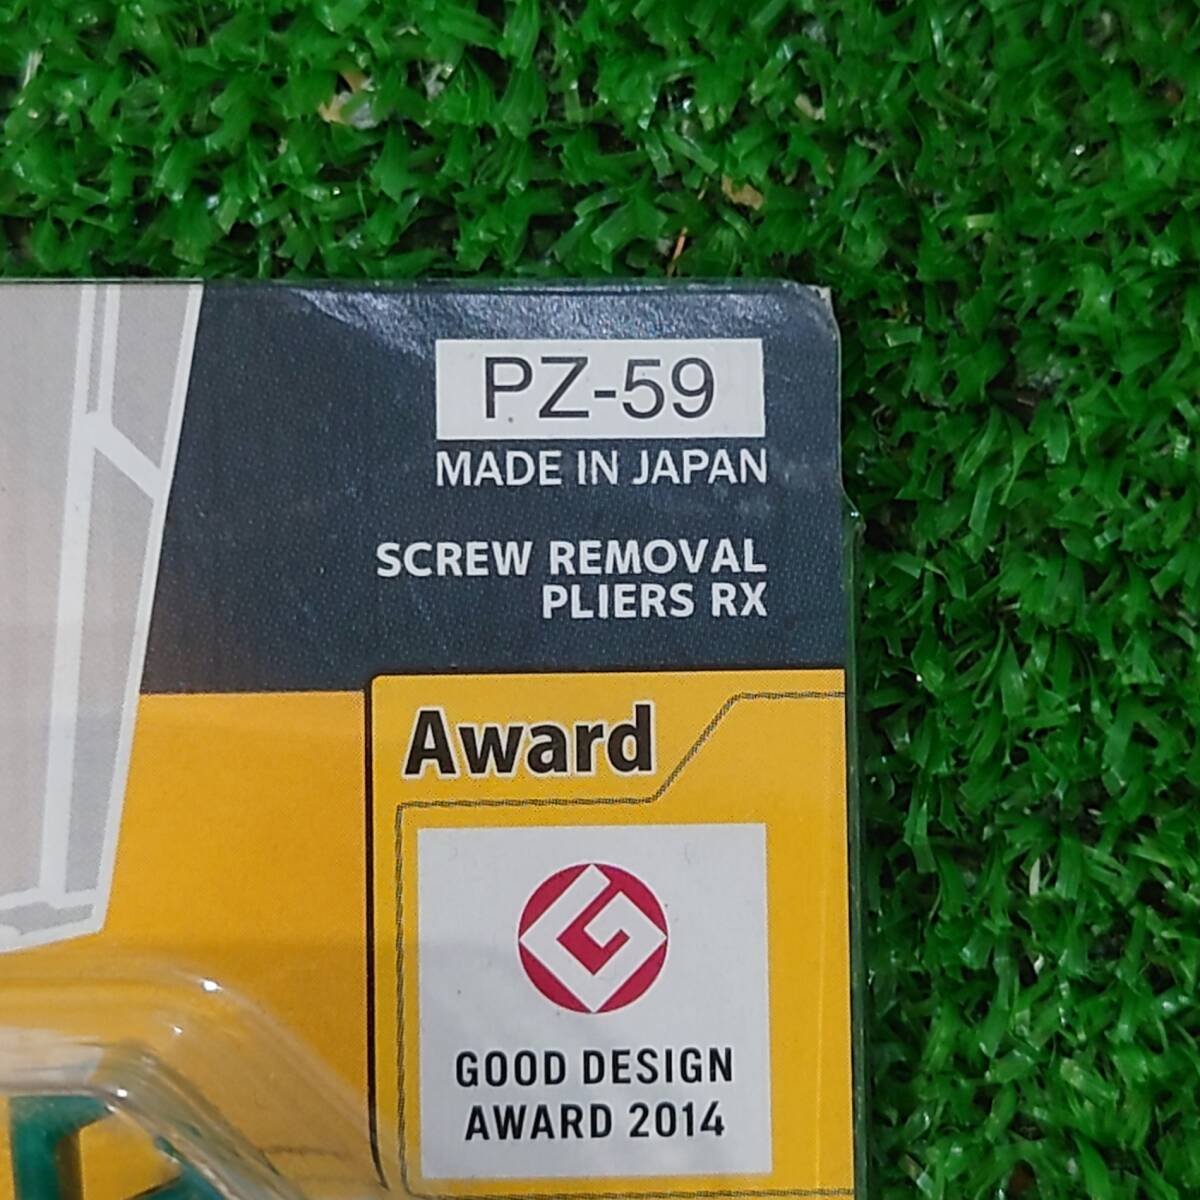 PZ-59
MADE IN JAPAN
SCREW REMOVAL
PLIERS RX
Award
GOOD DESIGN
AWARD 2014